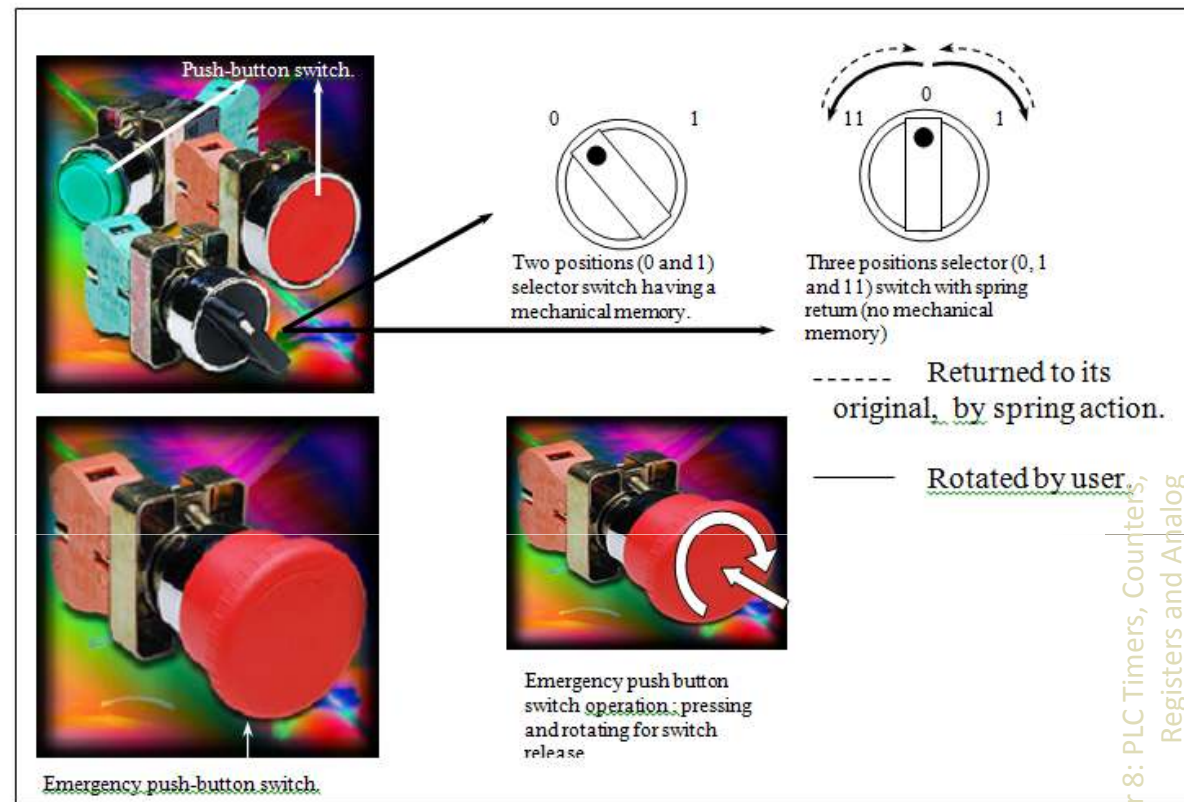 Push-button switch.
0
1
Two positions (0 and 1)
selector switch having a
mechanical memory.
0
11
1
Three positions selector (0, 1
and 11) switch with spring
return (no mechanical
memory)
Returned to its
original, by spring action.
Rotated by user.
Emergency push-button switch.
Emergency push button
switch operation : pressing
and rotating for switch
release
8: PLC Timers, Counters,
Registers and Analog